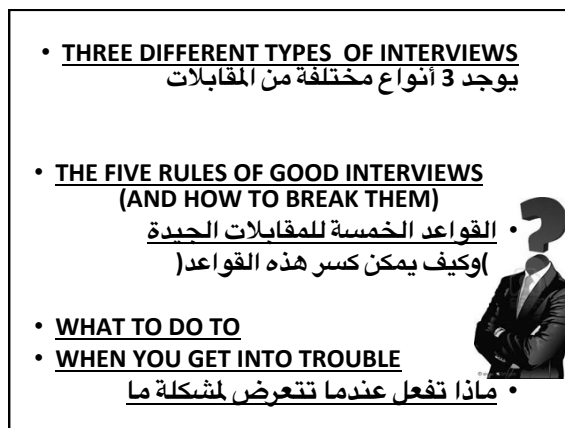 • THREE DIFFERENT TYPES OF INTERVIEWS
يوجد 3 أنواع مختلفة من المقابلات
• THE FIVE RULES OF GOOD INTERVIEWS
(AND HOW TO BREAK THEM)
• القواعد الخمسة للمقابلات الجيدة
)وكيف يمكن كسر هذه القواعد(
• WHAT TO DO TO
• WHEN YOU GET INTO TROUBLE
• ماذا تفعل عندما تتعرض لمشكلة ما